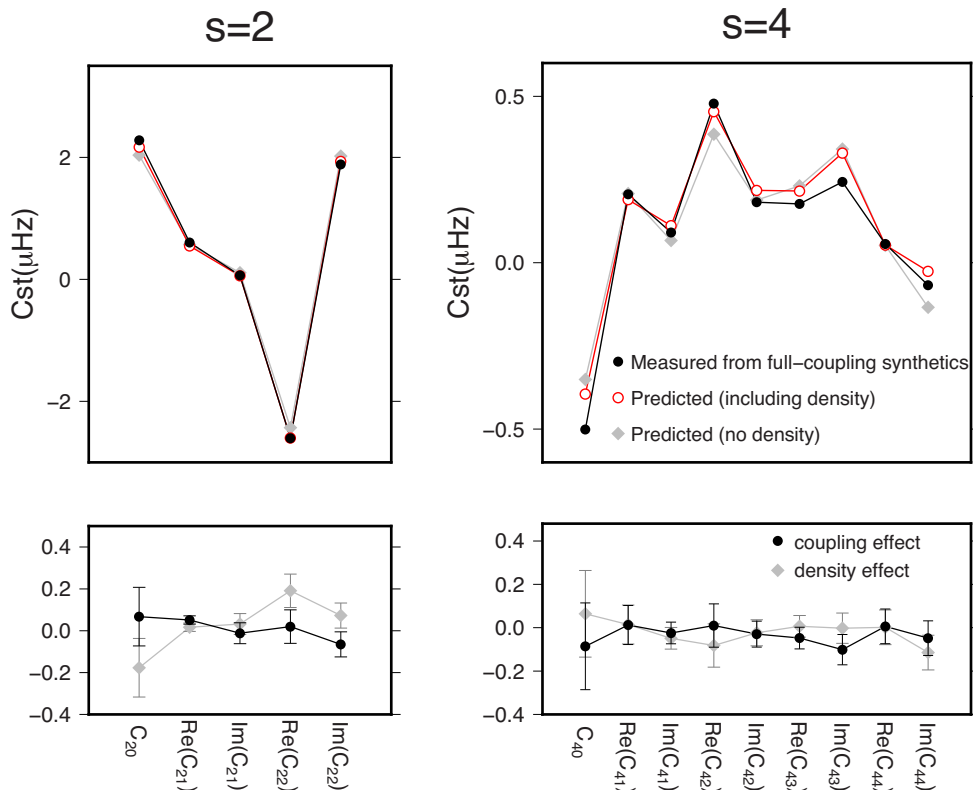 s=2
s=4
Cst(μHz)
2
0
−2
Cst(μHz)
0.5
0.0
−0.5
Measured from full−coupling synthetics
Predicted (including density)
Predicted (no density)
0.4
0.2
0.0
−0.2
−0.4
C20
Re(C21)
Im(C21)
Re(C22)
Im(C22)
0.4
0.2
0.0
−0.2
−0.4
coupling effect
density effect
C40
Re(C41)
Im(C41)
Re(C42)
Im(C42)
Re(C43)
Im(C43)
Re(C44)
Im(C44)